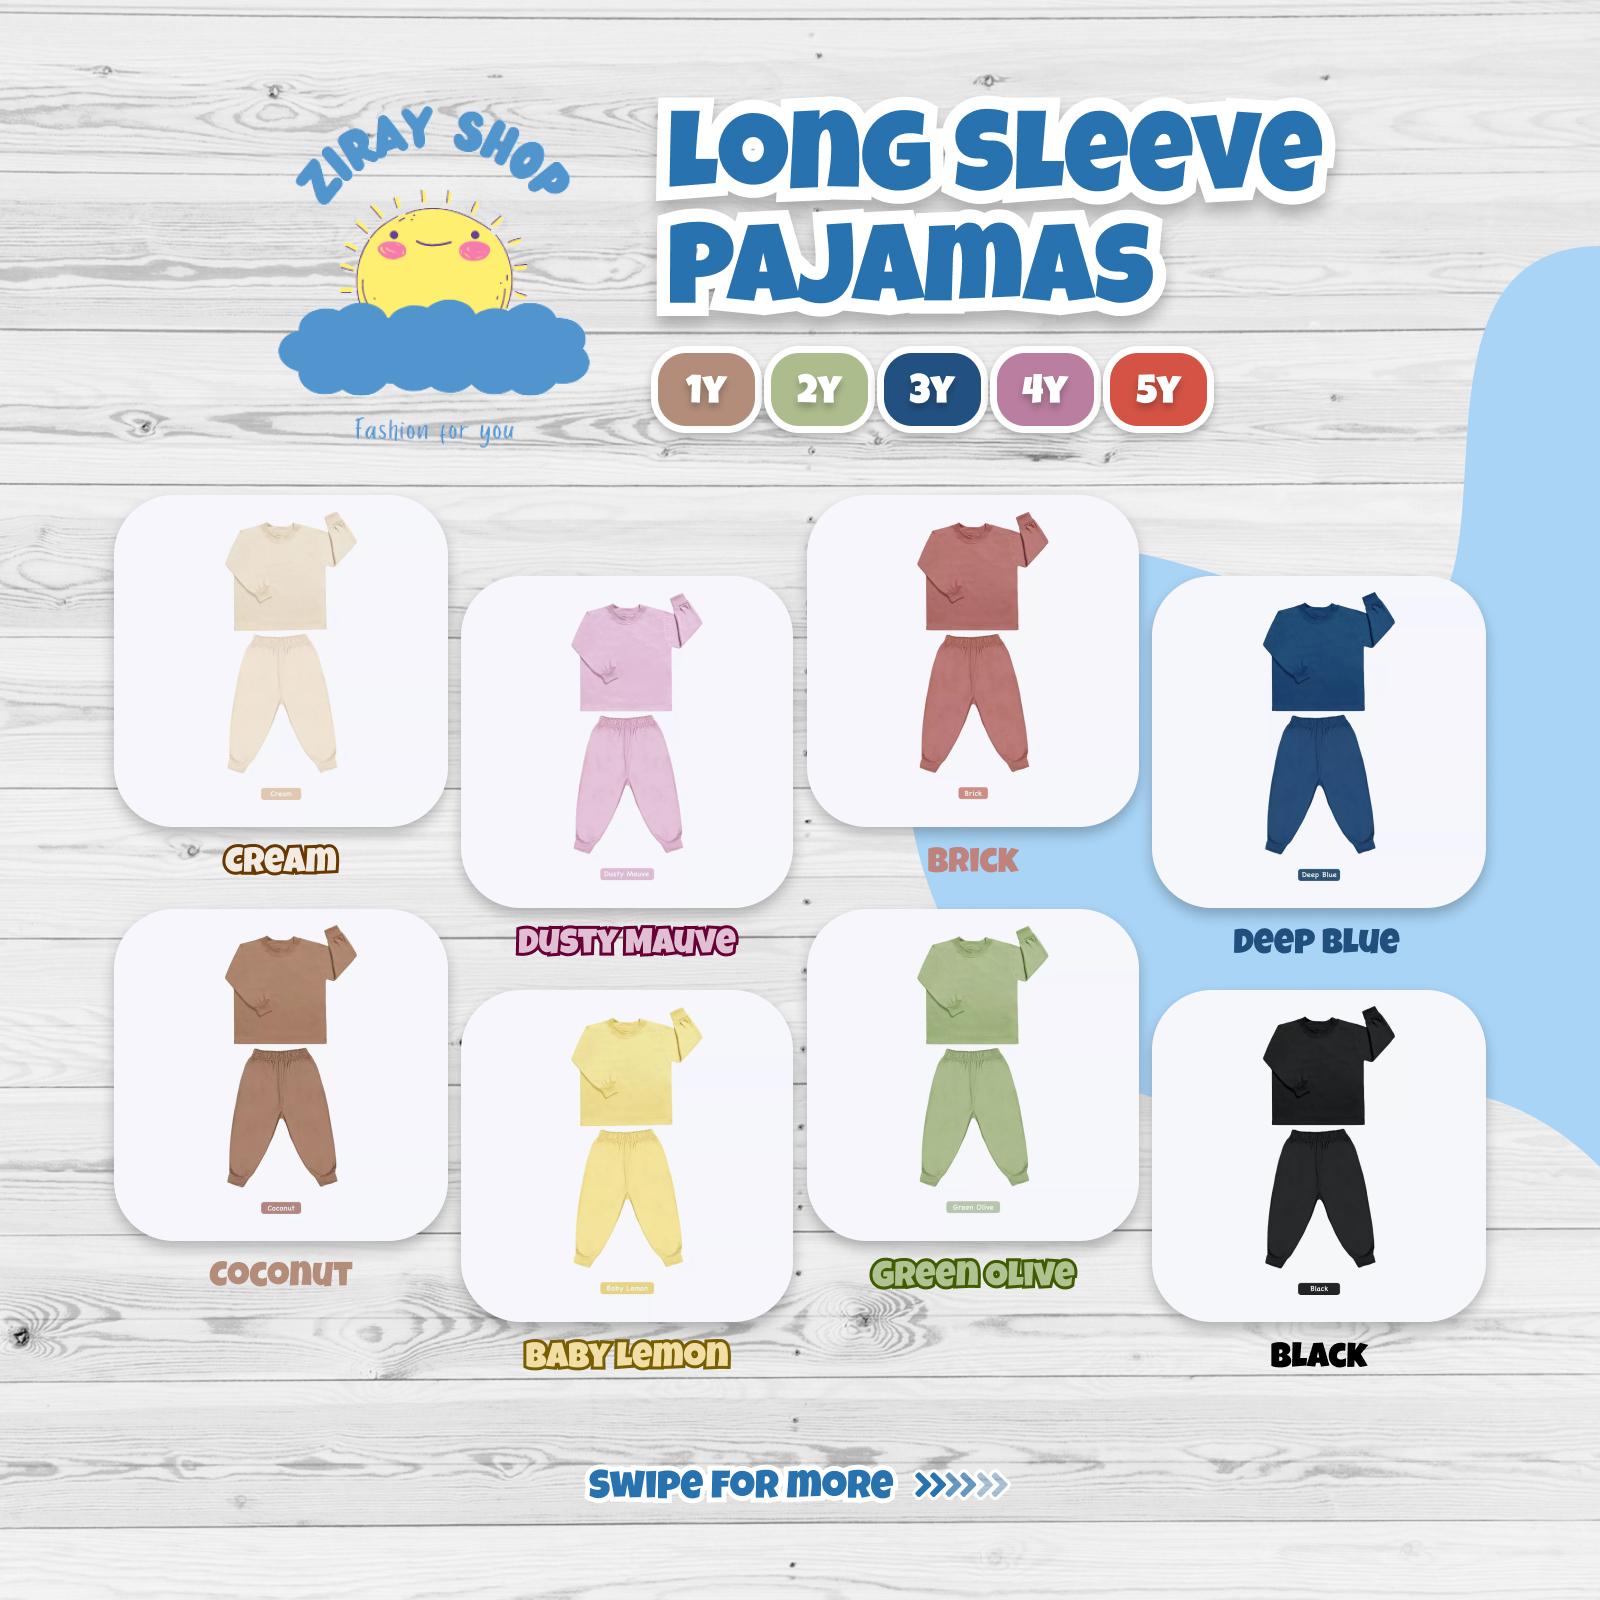 ZIRAY SHOP
Fashion for you
LONG SLEEVE
PAJAMAS
1Y 2Y 3Y 4Y 5Y
Cream
CREAM
Dusty Mauve
DUSTY MAUVE
Brick
BRICK
Deep Blue
DEEP BLUE
Coconut
COCONUT
Baby Lemon
BABY LEMON
Green Olive
GREEN OLIVE
Black
BLACK
SWIPE FOR MORE